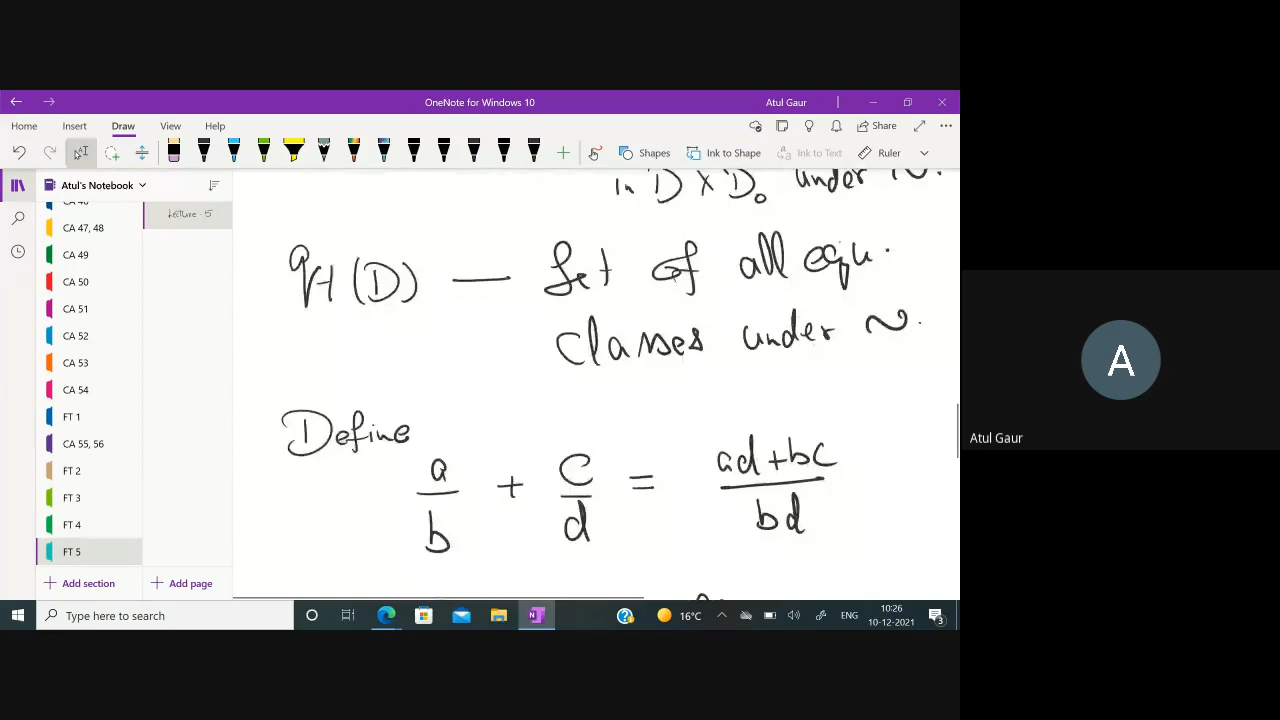 OneNote for Windows 10
Atul Gaur
Home Insert Draw View Help
Share
Shapes Ink to Shape Ink to Text Ruler
Atul's Notebook
CA 47, 48
CA 49
CA 50
CA 51
CA 52
CA 53
CA 54
FT 1
CA 55, 56
FT 2
FT 3
FT 4
FT 5
Add section
Lecture - 5
Add page
in D × D₀ under ~.
qf(D) — Set of all equ.
classes under ~.
Define
a/b + c/d = ad+bc/bd
Type here to search
16°C
ENG
10:26
10-12-2021
3
A
Atul Gaur